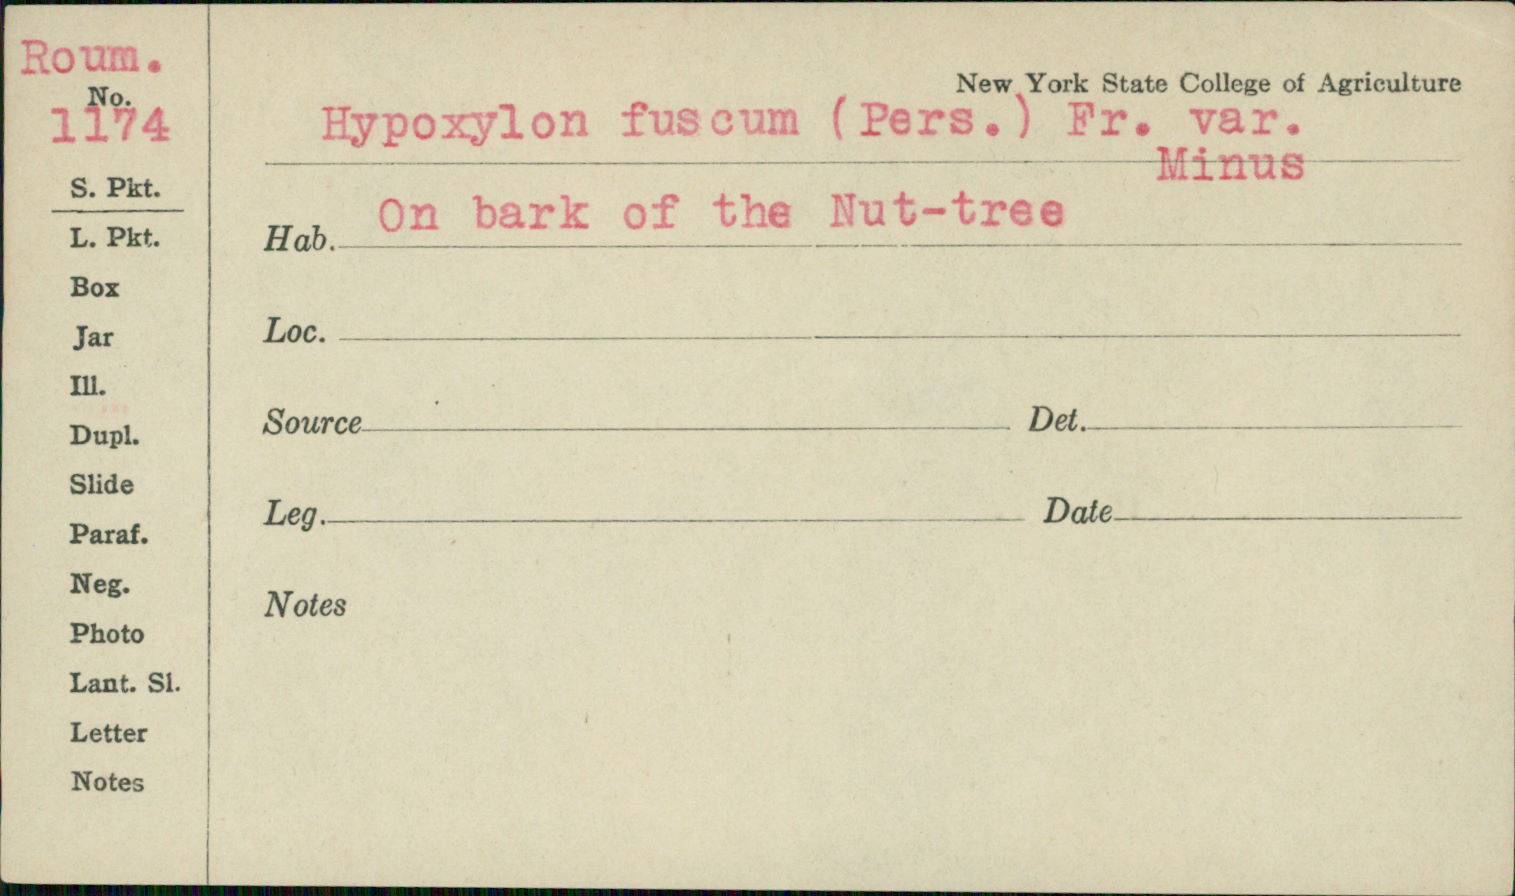 Roum.
No.
1174
S. Pkt.
L. Pkt.
Box
Jar
Ill.
Dupl.
Slide
Paraf.
Neg.
Photo
Lant. Sl.
Letter
Notes
New York State College of Agriculture
Hypoxylon fuscum (Pers.) Fr. var.
Minus
Hab. On bark of the Nut-tree
Loc.
Source Det.
Leg. Date
Notes